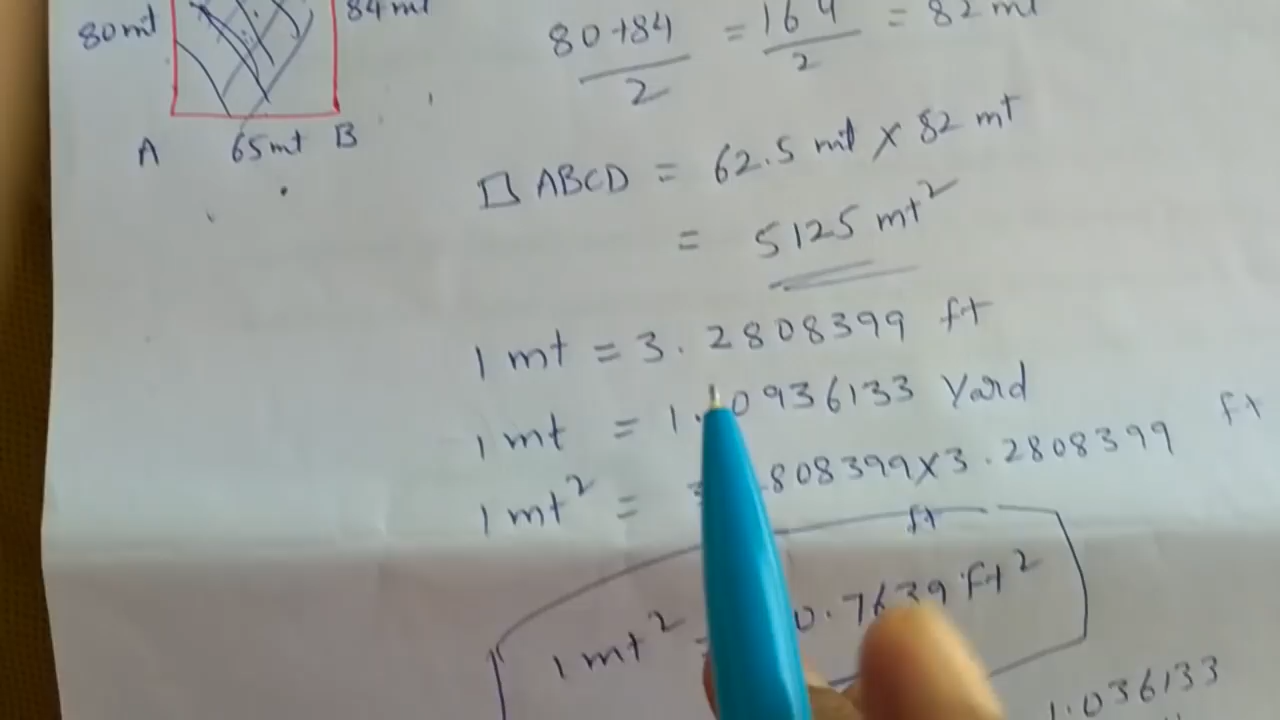 80mt 84mt
80+84/2 = 164/2 = 82 mt
A 65mt B
□ ABCD = 62.5 mt × 82 mt
= 5125 mt²
1 mt = 3.2808399 ft
1 mt = 1.0936133 Yard
1 mt² = 808399×3.2808399 ft
ft
1 mt² = 0.7639 ft²
1.036133